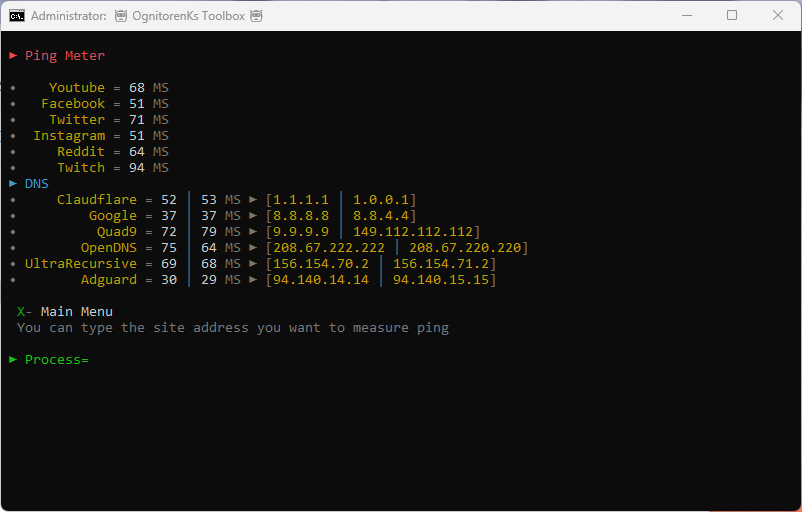 Administrator: OgnitorenKs Toolbox
► Ping Meter
• Youtube = 68 MS
• Facebook = 51 MS
• Twitter = 71 MS
• Instagram = 51 MS
• Reddit = 64 MS
• Twitch = 94 MS
► DNS
• Claudflare = 52 │ 53 MS ► [1.1.1.1 │ 1.0.0.1]
• Google = 37 │ 37 MS ► [8.8.8.8 │ 8.8.4.4]
• Quad9 = 72 │ 79 MS ► [9.9.9.9 │ 149.112.112.112]
• OpenDNS = 75 │ 64 MS ► [208.67.222.222 │ 208.67.220.220]
• UltraRecursive = 69 │ 68 MS ► [156.154.70.2 │ 156.154.71.2]
• Adguard = 30 │ 29 MS ► [94.140.14.14 │ 94.140.15.15]
X- Main Menu
You can type the site address you want to measure ping
► Process=